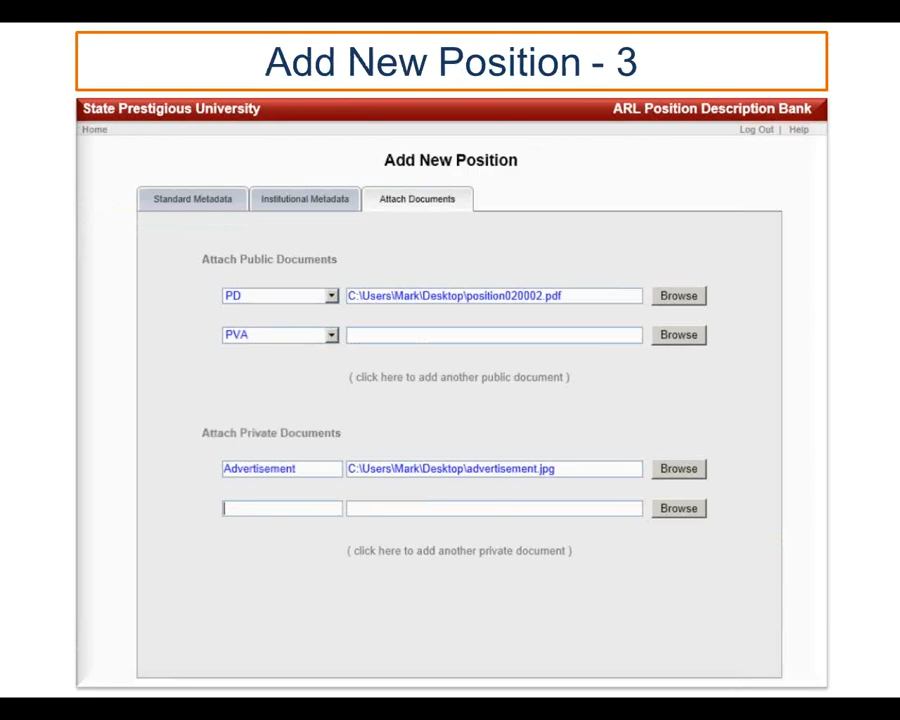 Add New Position - 3
State Prestigious University ARL Position Description Bank
Home Log Out | Help
Add New Position
Standard Metadata Institutional Metadata Attach Documents
Attach Public Documents
PD C:\Users\Mark\Desktop\position020002.pdf Browse
PVA Browse
( click here to add another public document )
Attach Private Documents
Advertisement C:\Users\Mark\Desktop\advertisement.jpg Browse
Browse
( click here to add another private document )